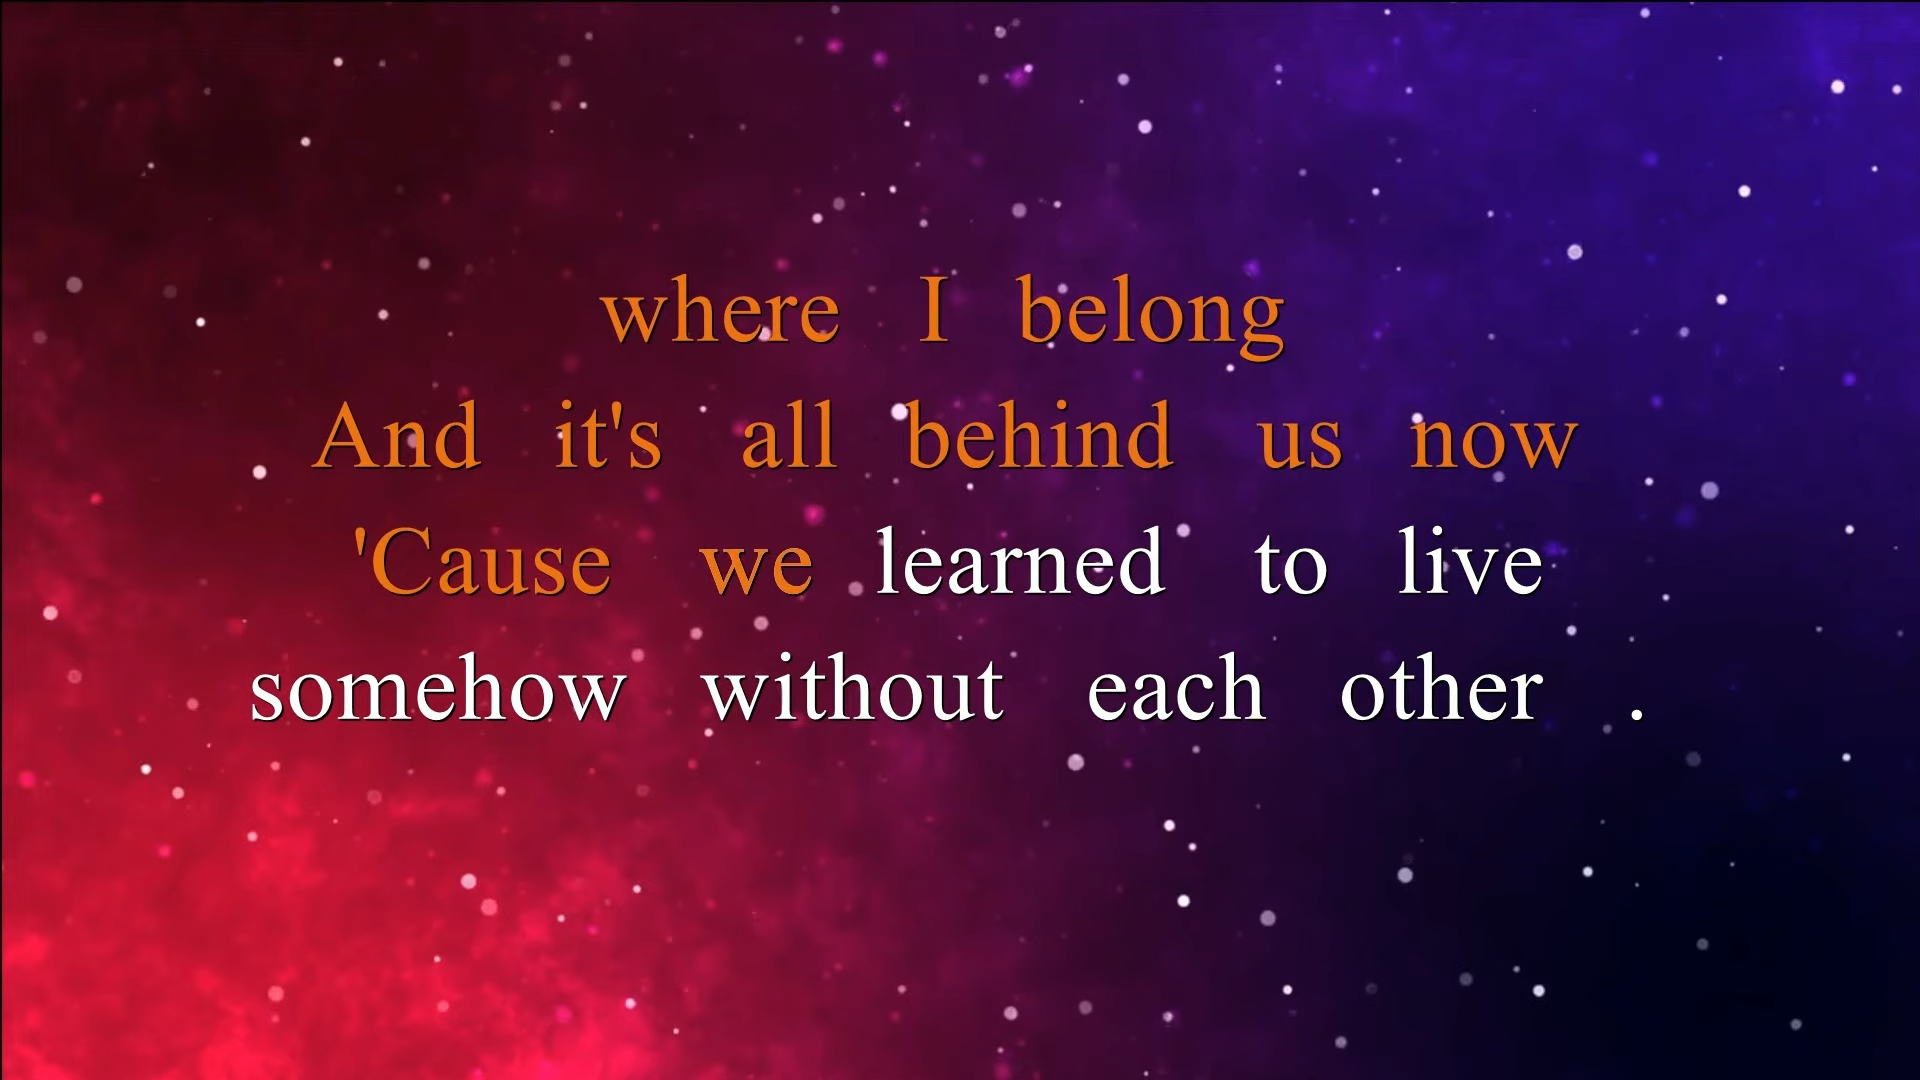 where I belong
And it's all behind us now
'Cause we learned to live
somehow without each other .